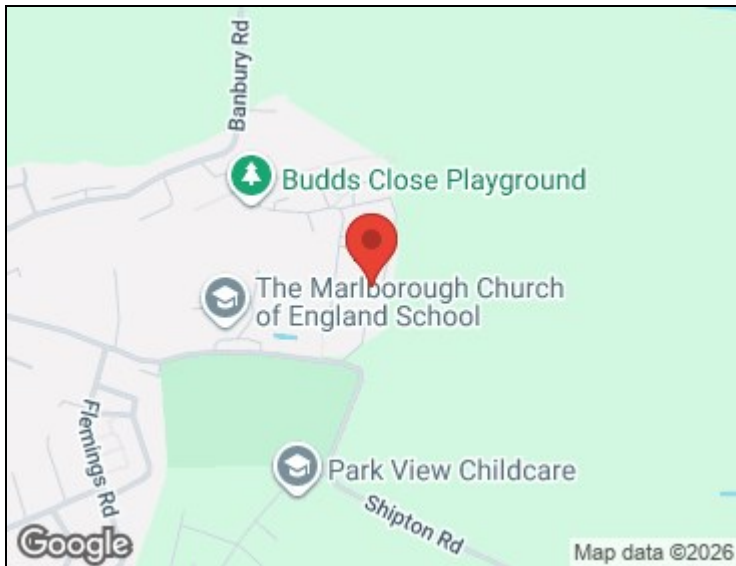 Banbury Rd
Budds Close Playground
The Marlborough Church
of England School
Flemings Rd
Park View Childcare
Shipton Rd
Google
Map data ©2026